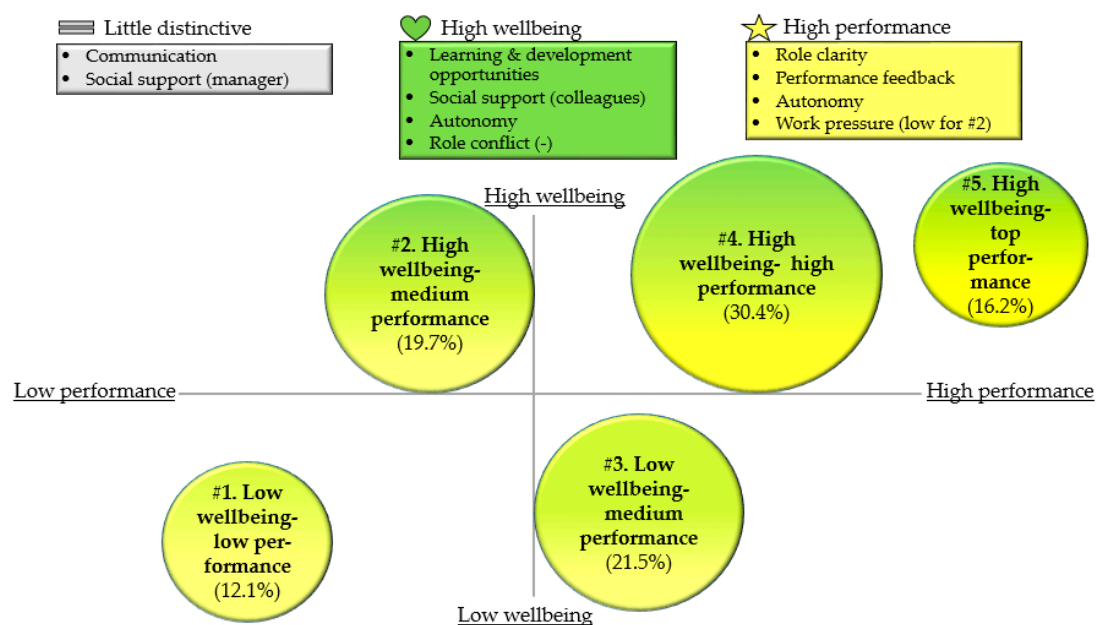 Little distinctive
• Communication
• Social support (manager)
High wellbeing
• Learning & development
opportunities
• Social support (colleagues)
• Autonomy
• Role conflict (-)
High performance
• Role clarity
• Performance feedback
• Autonomy
• Work pressure (low for #2)
High wellbeing
#2. High
wellbeing-
medium
performance
(19.7%)
#4. High
wellbeing- high
performance
(30.4%)
#5. High
wellbeing-
top
perfor-
mance
(16.2%)
Low performance
High performance
#1. Low
wellbeing-
low per-
formance
(12.1%)
#3. Low
wellbeing-
medium
performance
(21.5%)
Low wellbeing